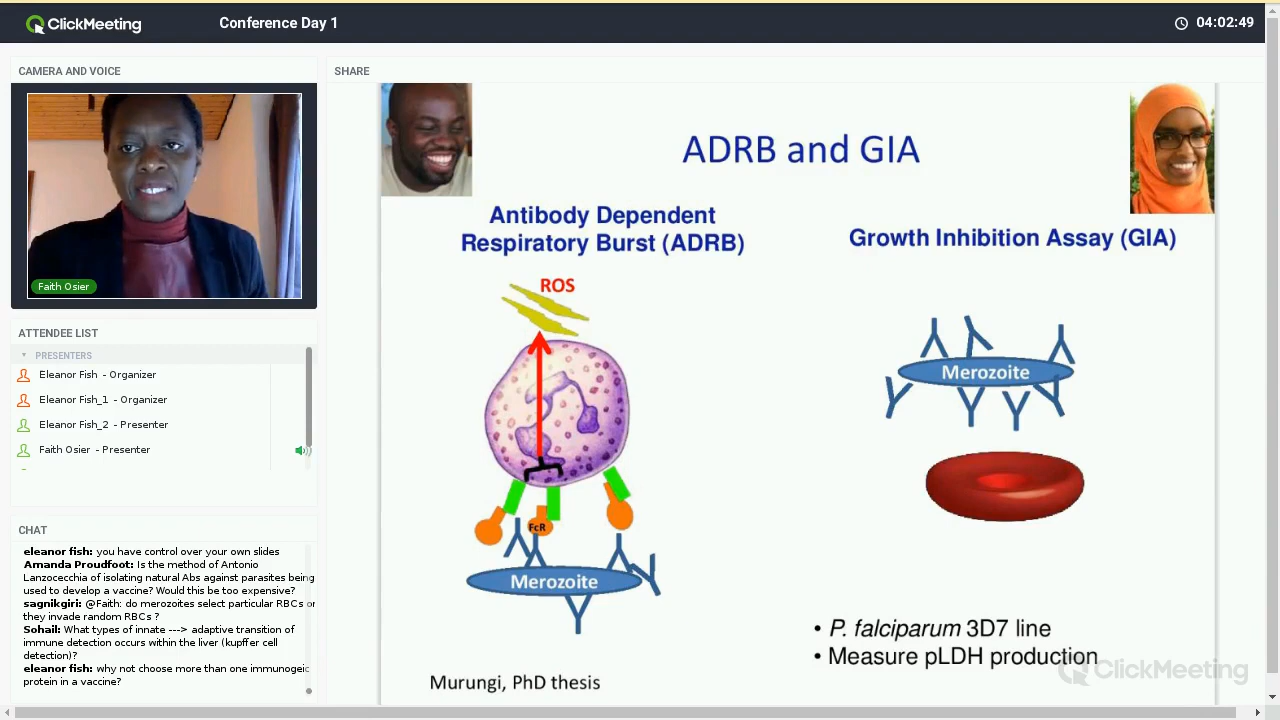 ClickMeeting
Conference Day 1
04:02:49
CAMERA AND VOICE
Faith Osier
ATTENDEE LIST
PRESENTERS
Eleanor Fish - Organizer
Eleanor Fish_1 - Organizer
Eleanor Fish_2 - Presenter
Faith Osier - Presenter
CHAT
eleanor fish: you have control over your own slides
Amanda Proudfoot: Is the method of Antonio
Lanzocecchia of isolating natural Abs against parasites being
used to develop a vaccine? Would this be too expensive?
sagnikgiri: @Faith: do merozoites select particular RBCs or
they invade random RBCs ?
Sohail: What types of innate ---> adaptive transition of
immune detection occurs within the liver (kupffer cell
detection)?
eleanor fish: why not choose more than one immunogeic
protein in a vaccine?
SHARE
ADRB and GIA
Antibody Dependent
Respiratory Burst (ADRB)
ROS
FcR
Merozoite
Murungi, PhD thesis
Growth Inhibition Assay (GIA)
Merozoite
• P. falciparum 3D7 line
• Measure pLDH production
ClickMeeting